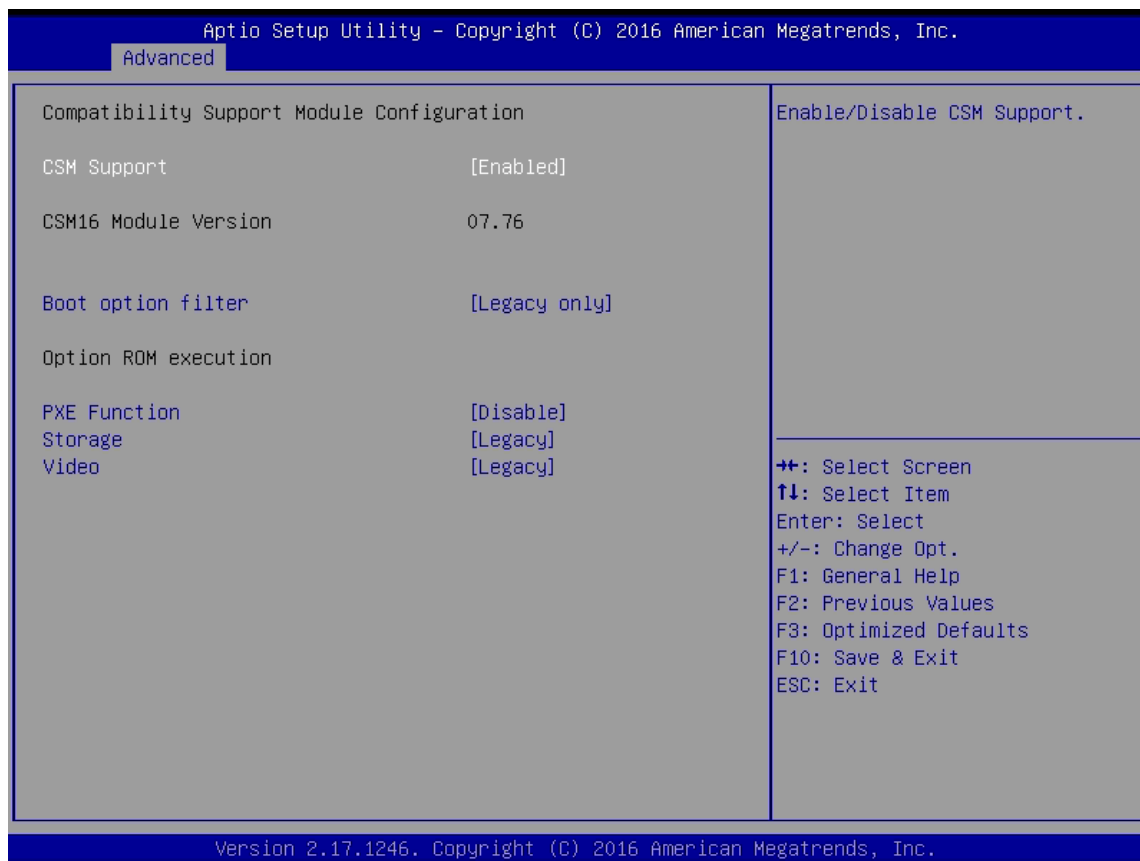 Aptio Setup Utility – Copyright (C) 2016 American Megatrends, Inc.
Advanced
Compatibility Support Module Configuration
CSM Support [Enabled]
CSM16 Module Version 07.76
Boot option filter [Legacy only]
Option ROM execution
PXE Function [Disable]
Storage [Legacy]
Video [Legacy]
Enable/Disable CSM Support.
→←: Select Screen
↑↓: Select Item
Enter: Select
+/-: Change Opt.
F1: General Help
F2: Previous Values
F3: Optimized Defaults
F10: Save & Exit
ESC: Exit
Version 2.17.1246. Copyright (C) 2016 American Megatrends, Inc.